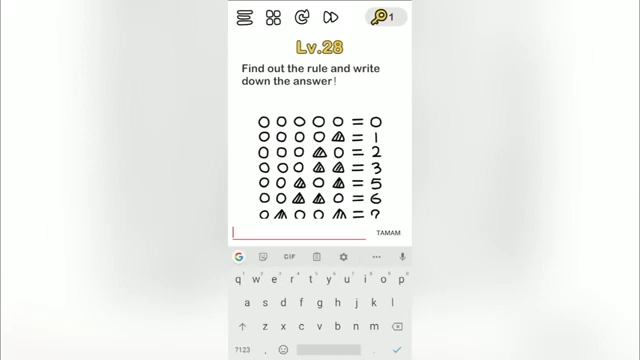 1
Lv.28
Find out the rule and write
down the answer!
O O O O O = 0
O O O O △ = 1
O O O △ O = 2
O O O △ △ = 3
O O △ O △ = 5
O O △ △ O = 6
O △ O O △ = ?
TAMAM
GIF
q w e r t y u i o p
a s d f g h j k l
z x c v b n m
?123 , .